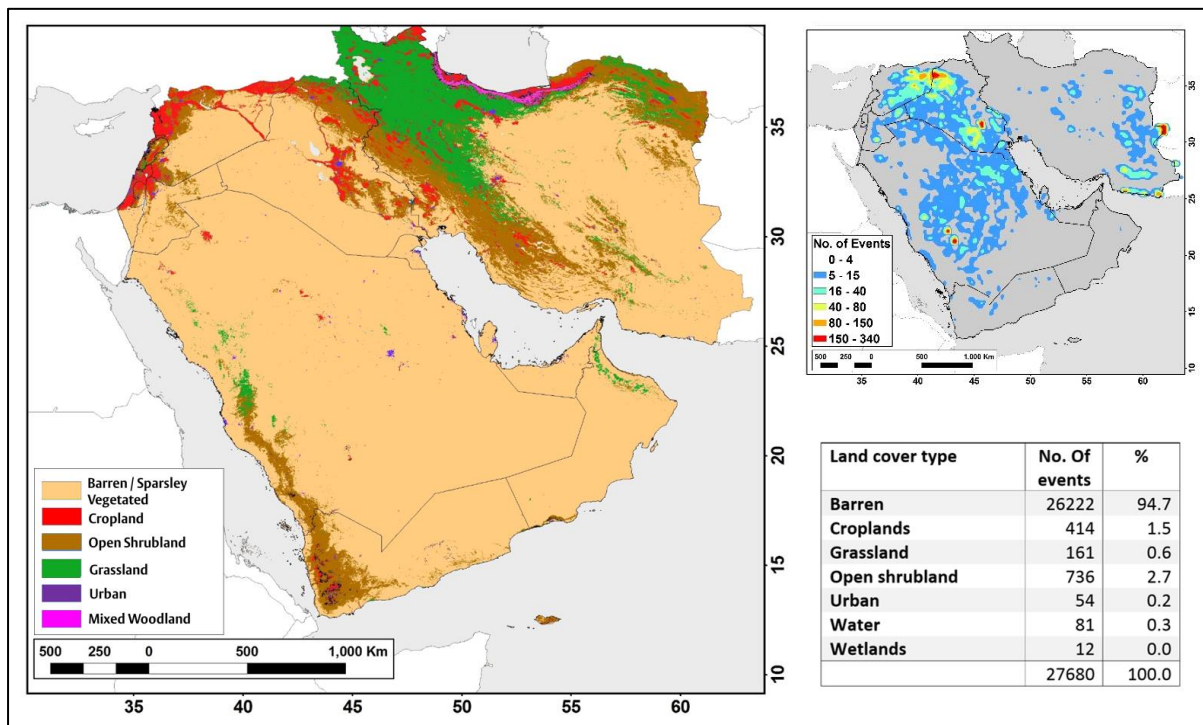 Barren / Sparsley
Vegetated
Cropland
Open Shrubland
Grassland
Urban
Mixed Woodland
500 250 0 500 1,000 Km
35 40 45 50 55 60
35
30
25
20
15
10
No. of Events
0 - 4
5 - 15
16 - 40
40 - 80
80 - 150
150 - 340
500 250 0 500 1,000 Km
35 40 45 50 55 60
35
30
25
20
15
10
Land cover type No. Of events %
Barren 26222 94.7
Croplands 414 1.5
Grassland 161 0.6
Open shrubland 736 2.7
Urban 54 0.2
Water 81 0.3
Wetlands 12 0.0
27680 100.0